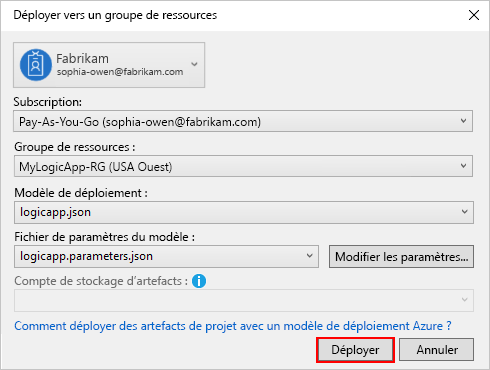 Déployer vers un groupe de ressources
Fabrikam
sophia-owen@fabrikam.com
Subscription:
Pay-As-You-Go (sophia-owen@fabrikam.com)
Groupe de ressources :
MyLogicApp-RG (USA Ouest)
Modèle de déploiement :
logicapp.json
Fichier de paramètres du modèle :
logicapp.parameters.json
Modifier les paramètres...
Compte de stockage d'artefacts :
Comment déployer des artefacts de projet avec un modèle de déploiement Azure ?
Déployer
Annuler